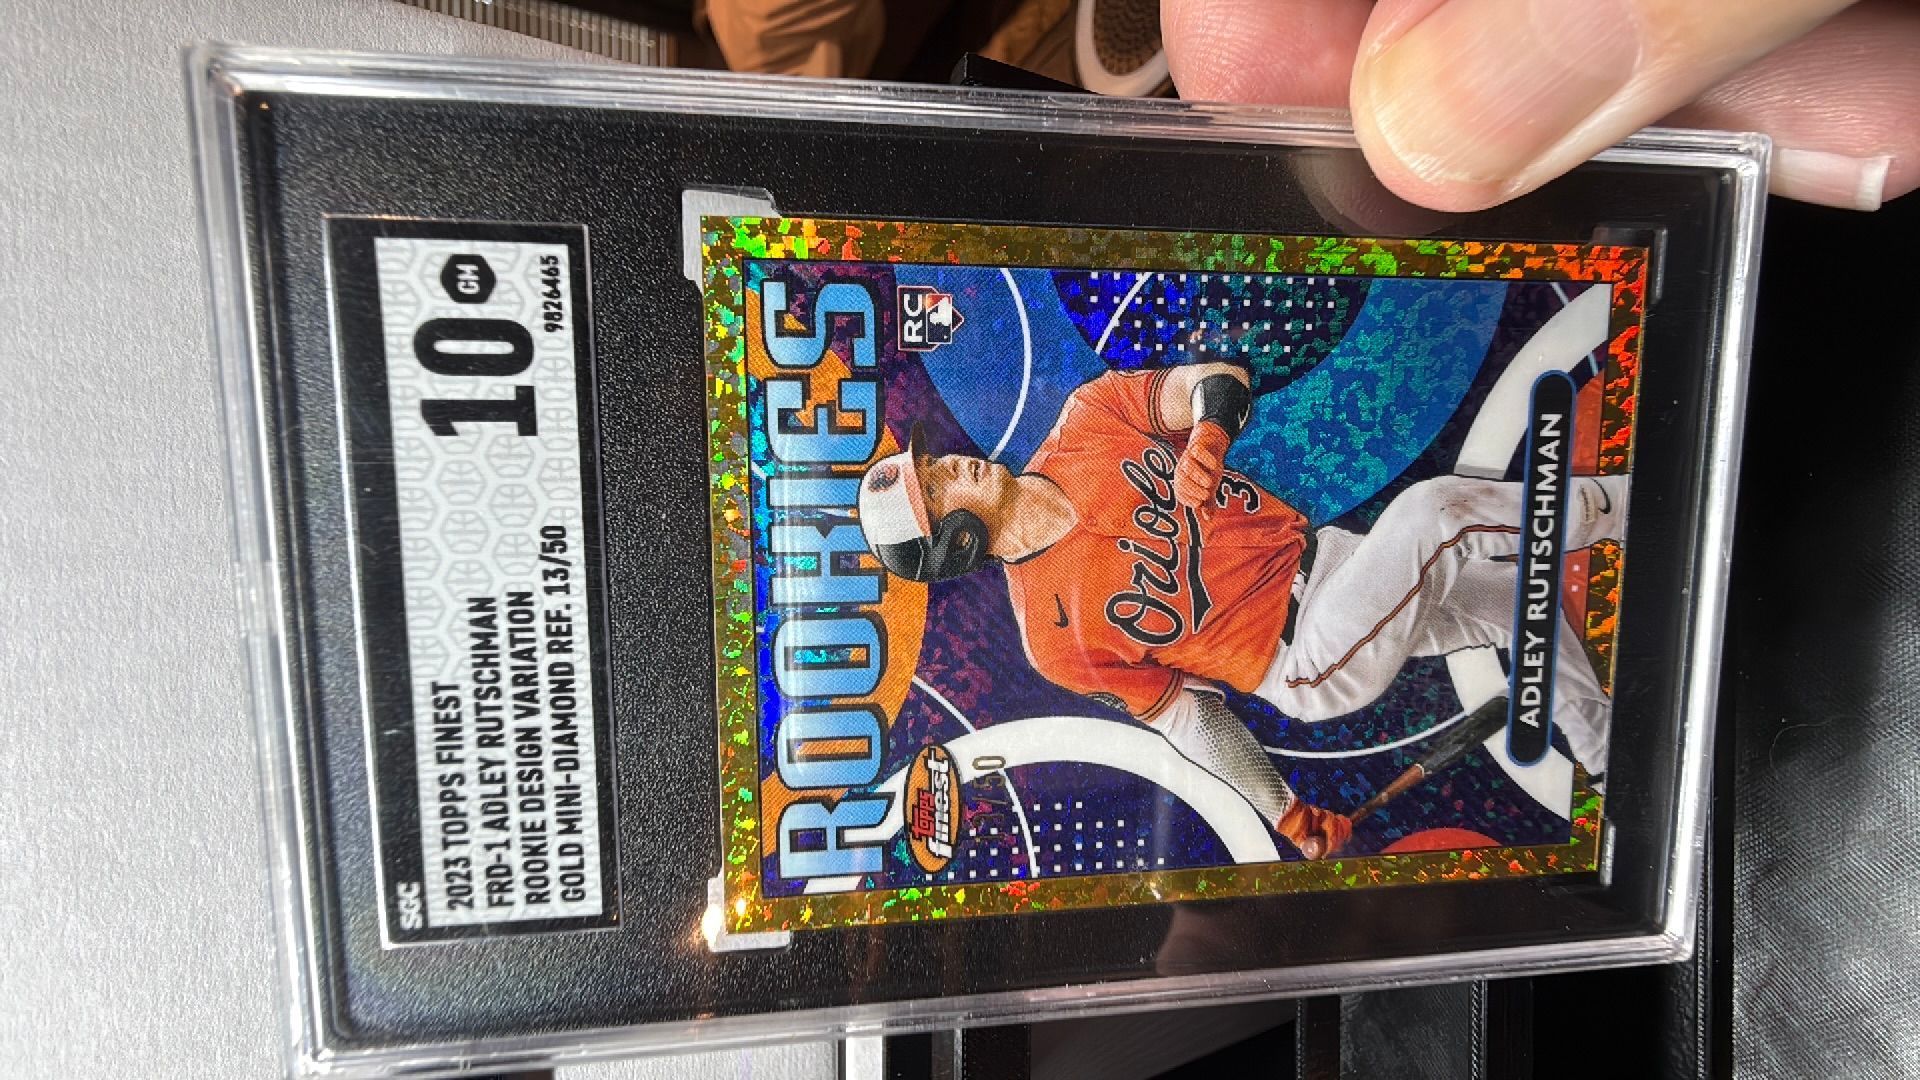 SGC
2023 TOPPS FINEST
FRD-1 ADLEY RUTSCHMAN
ROOKIE DESIGN VARIATION
GOLD MINI-DIAMOND REF. 13/50
10
GM
9826465
ROOKIES
RC
topps
finest
Orioles
3
ADLEY RUTSCHMAN